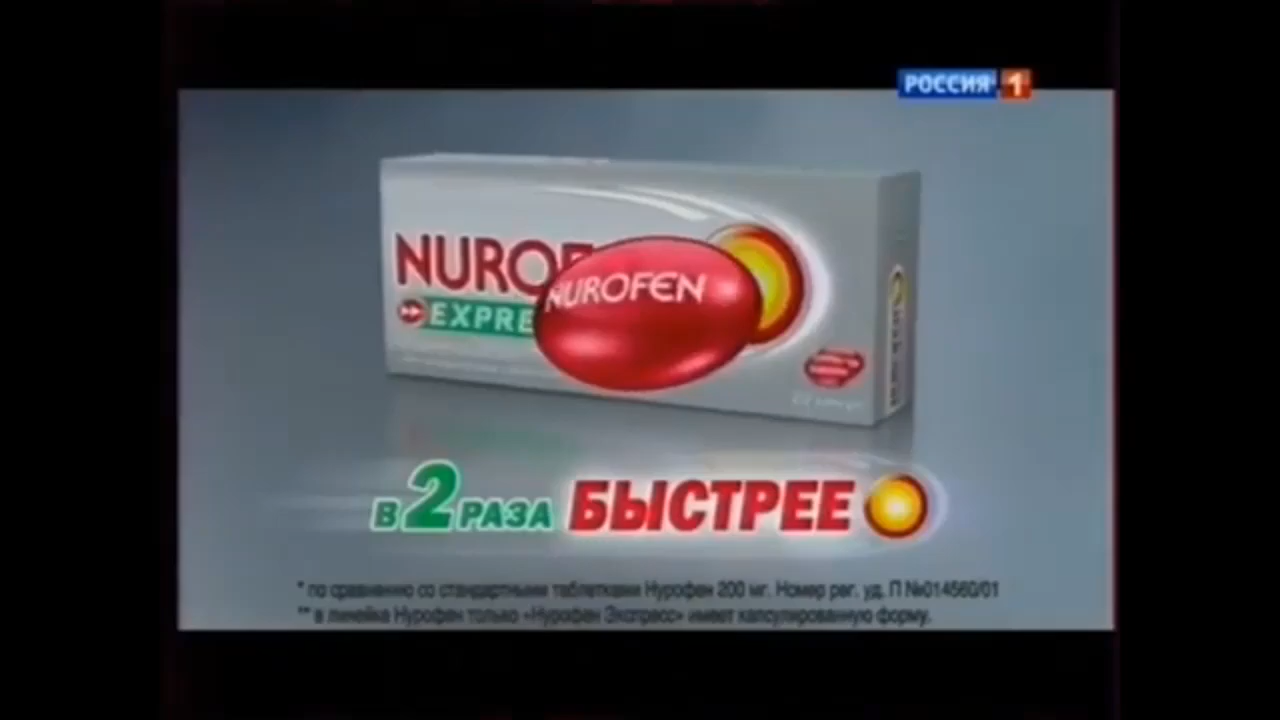 РОССИЯ 1
NUROF
EXPRE
NUROFEN
В 2 РАЗА БЫСТРЕЕ
* по сравнению со стандартными таблетками Нурофен 200 мг. Номер рег. уд. П №014560/01
** в линейке Нурофен только «Нурофен Экспресс» имеет капсулированную форму.